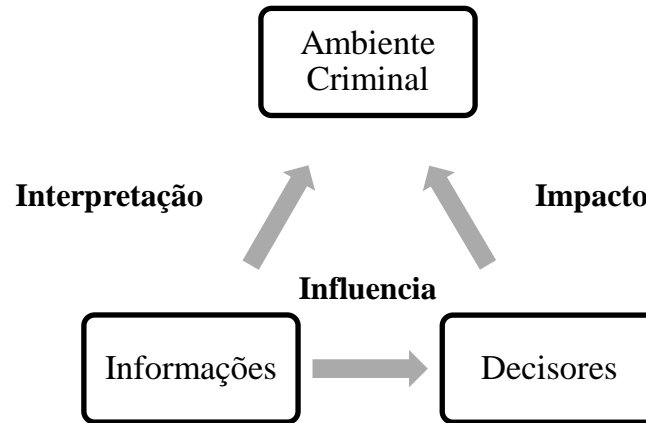 Ambiente
Criminal
Interpretação
Impacto
Influencia
Informações
Decisores